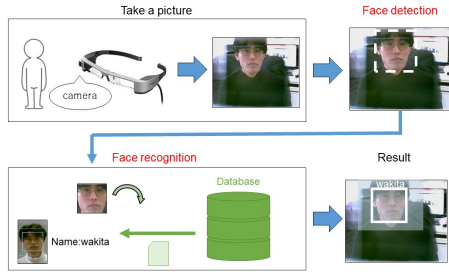 Take a picture
Face detection
camera
Face recognition
Result
Database
wakita
Name:wakita